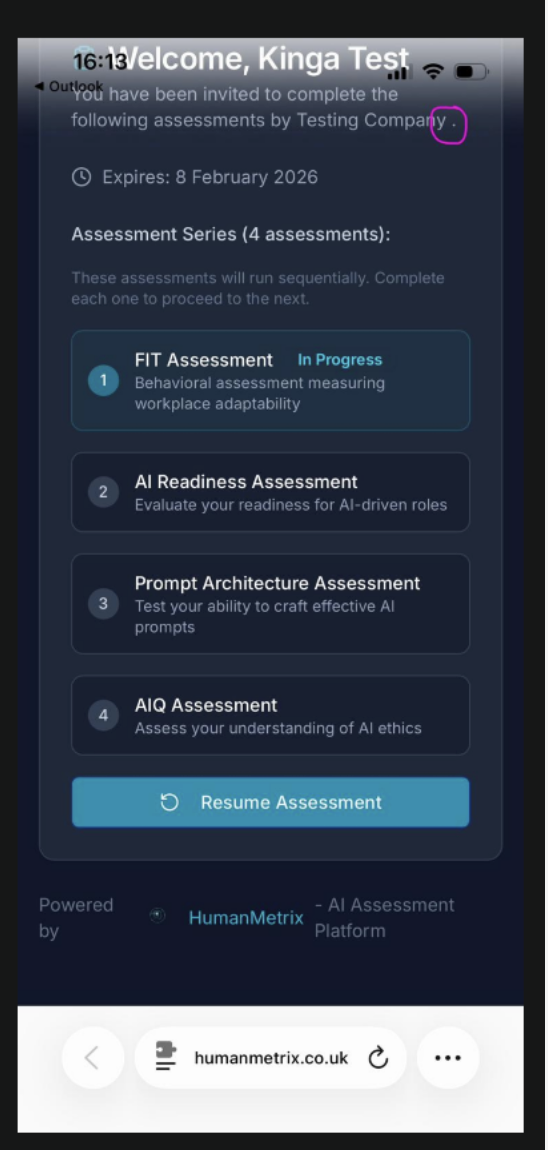 16:13
Welcome, Kinga Test
Outlook
You have been invited to complete the
following assessments by Testing Company .
Expires: 8 February 2026
Assessment Series (4 assessments):
These assessments will run sequentially. Complete
each one to proceed to the next.
1
FIT Assessment In Progress
Behavioral assessment measuring
workplace adaptability
2
AI Readiness Assessment
Evaluate your readiness for AI-driven roles
3
Prompt Architecture Assessment
Test your ability to craft effective AI
prompts
4
AIQ Assessment
Assess your understanding of AI ethics
Resume Assessment
Powered
by
HumanMetrix
- AI Assessment
Platform
humanmetrix.co.uk